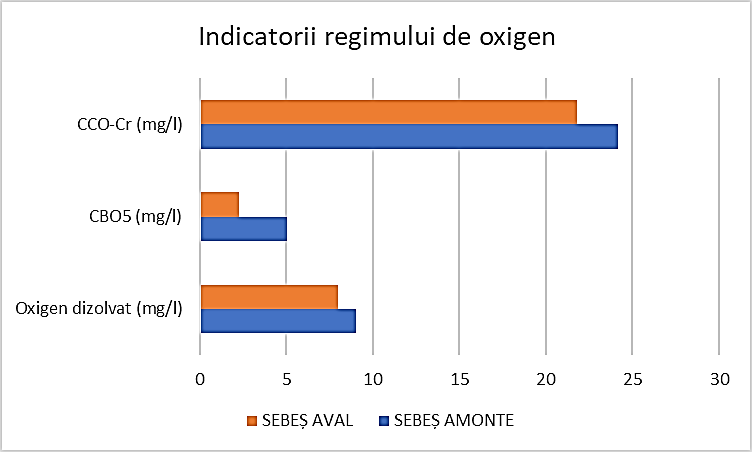 Indicatorii regimului de oxigen
CCO-Cr (mg/l)
CBO5 (mg/l)
Oxigen dizolvat (mg/l)
0 5 10 15 20 25 30
SEBEȘ AVAL SEBEȘ AMONTE